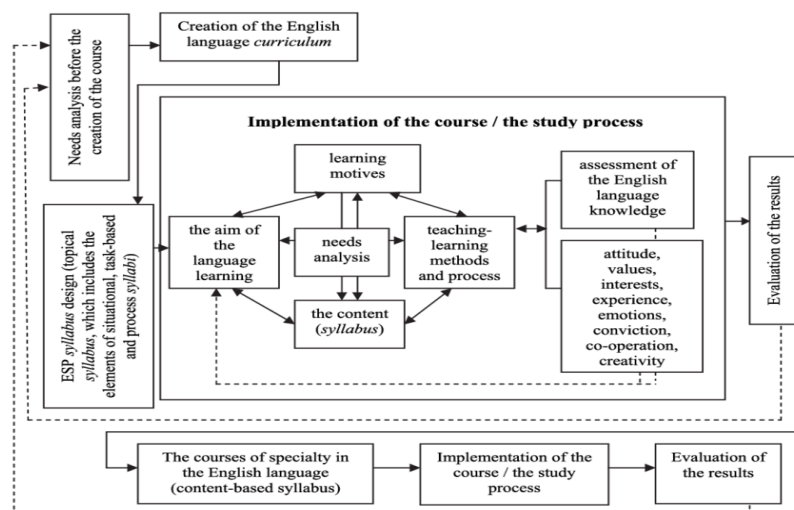 Needs analysis before the
creation of the course
Creation of the English
language curriculum
ESP syllabus design (topical
syllabus, which includes the
elements of situational, task-based
and process syllabi)
Implementation of the course / the study process
learning
motives
the aim of
the
language
learning
needs
analysis
teaching-
learning
methods
and process
the content
(syllabus)
assessment of
the English
language
knowledge
attitude,
values,
interests,
experience,
emotions,
conviction,
co-operation,
creativity
Evaluation of the results
The courses of specialty in
the English language
(content-based syllabus)
Implementation of the
course / the study
process
Evaluation of
the results